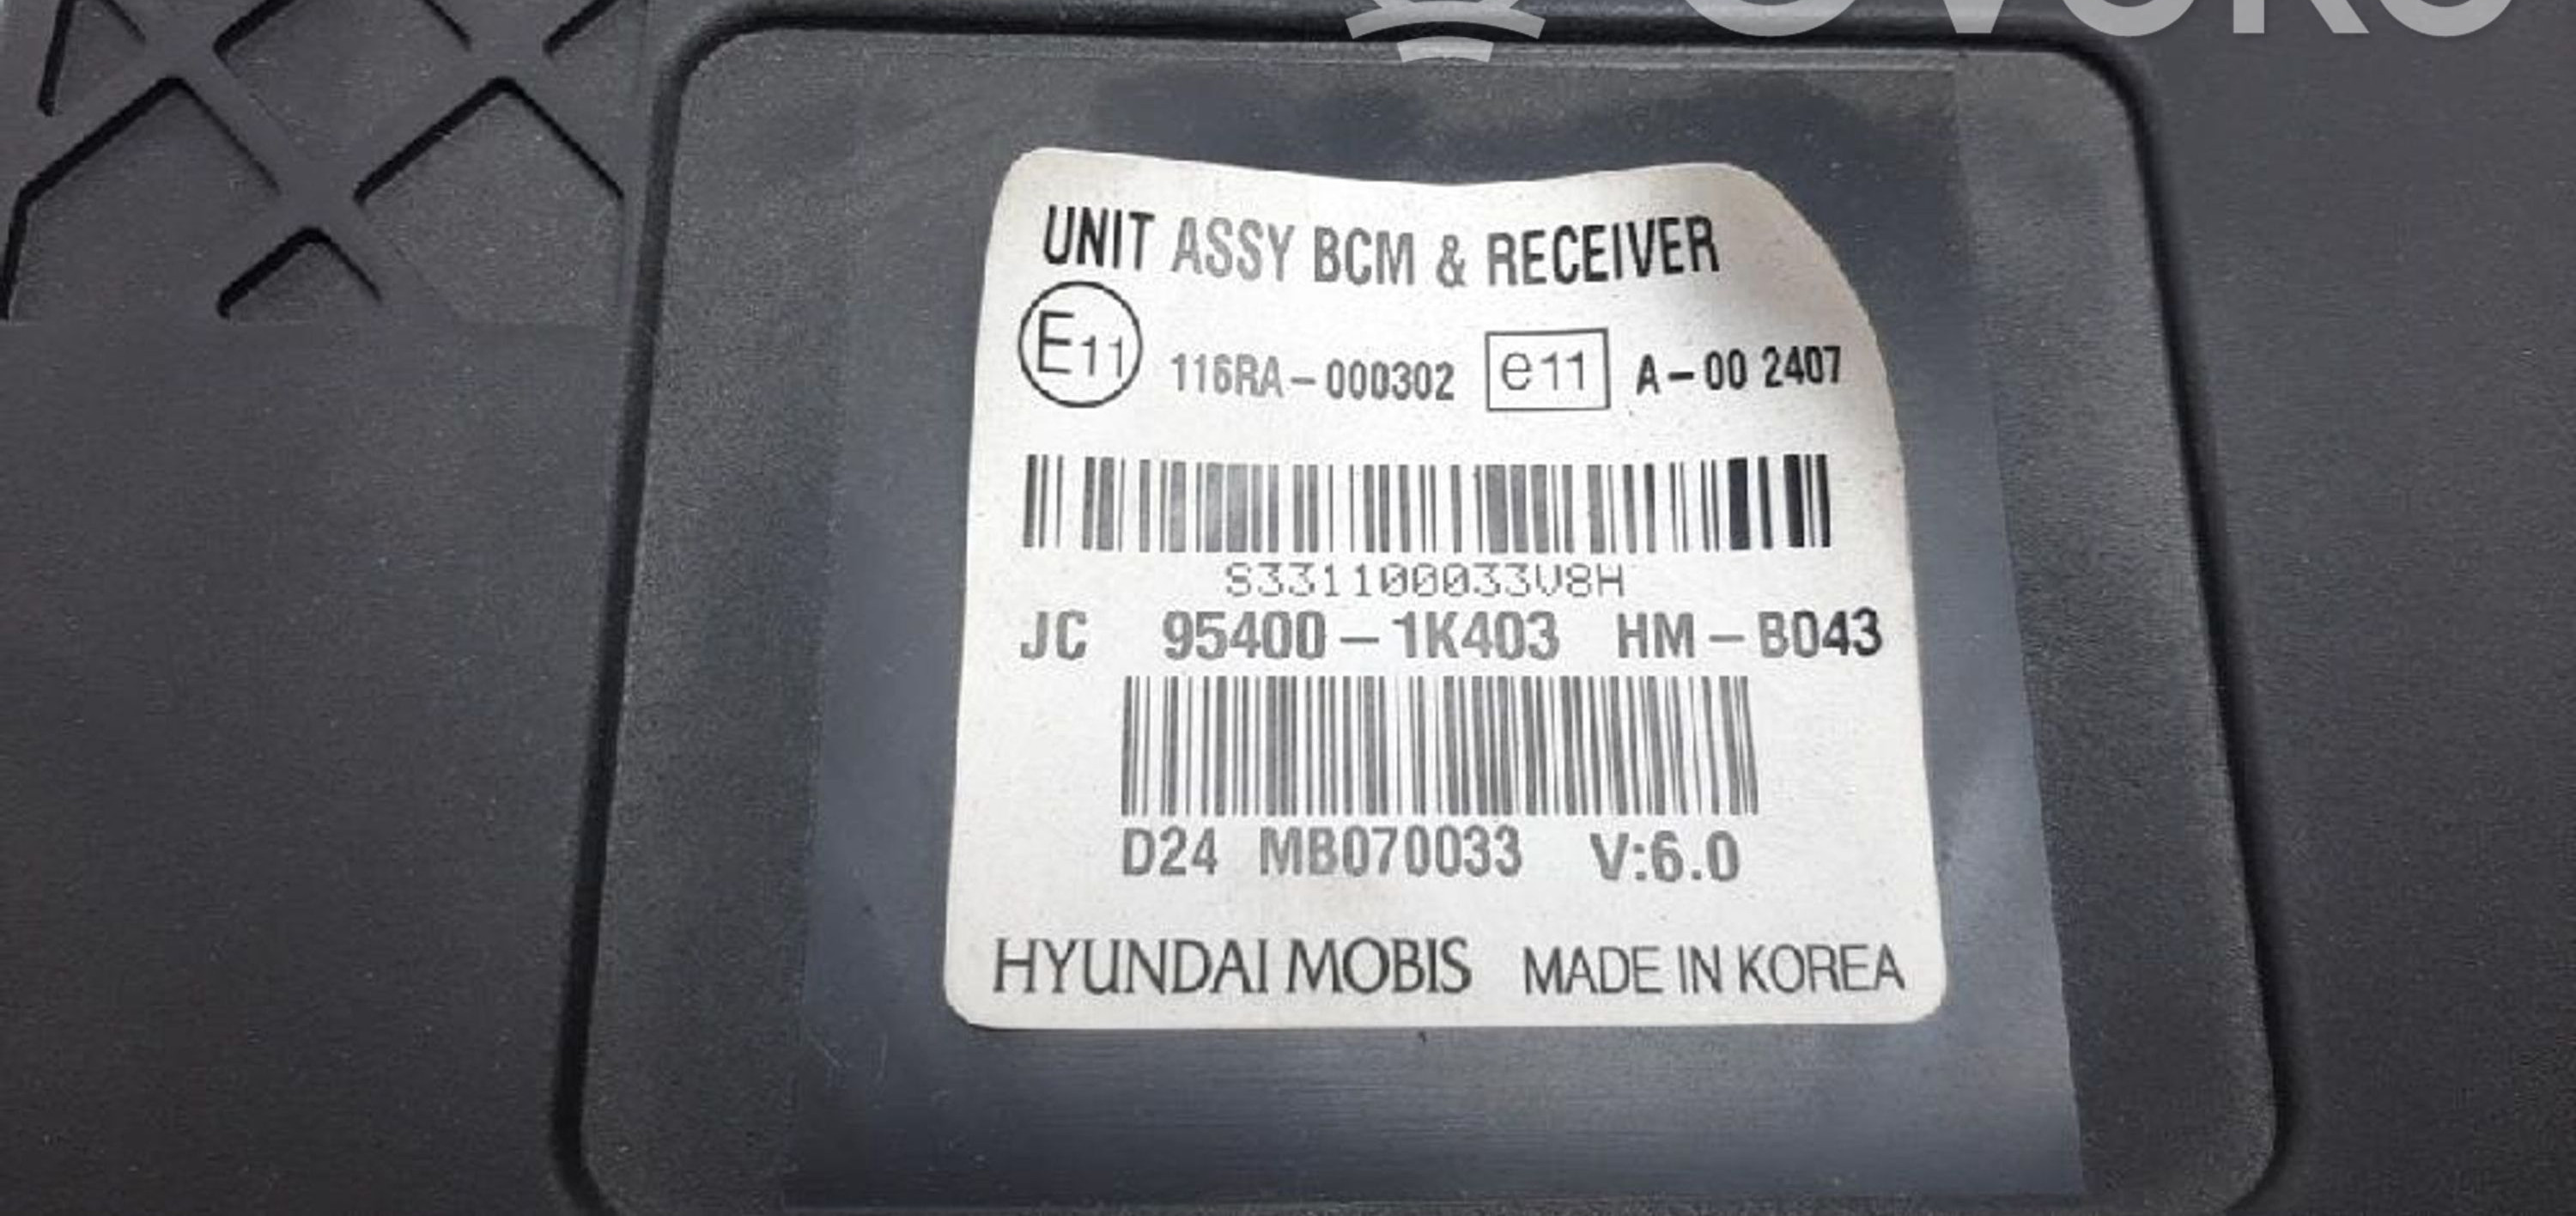 UNIT ASSY BCM & RECEIVER
E11 116RA-000302 e11 A-00 2407
S331100033V8H
JC 95400-1K403 HM-B043
D24 MB070033 V:6.0
HYUNDAI MOBIS MADE IN KOREA